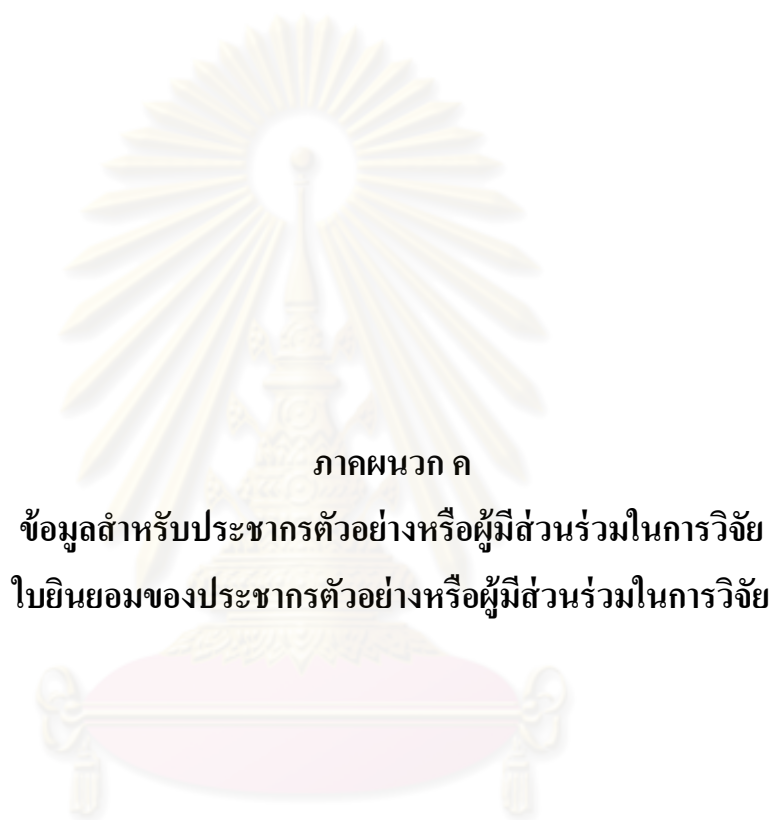 ภาคผนวก ค
ข้อมูลสำหรับประชากรตัวอย่างหรือผู้มีส่วนร่วมในการวิจัย
ใบยินยอมของประชากรตัวอย่างหรือผู้มีส่วนร่วมในการวิจัย